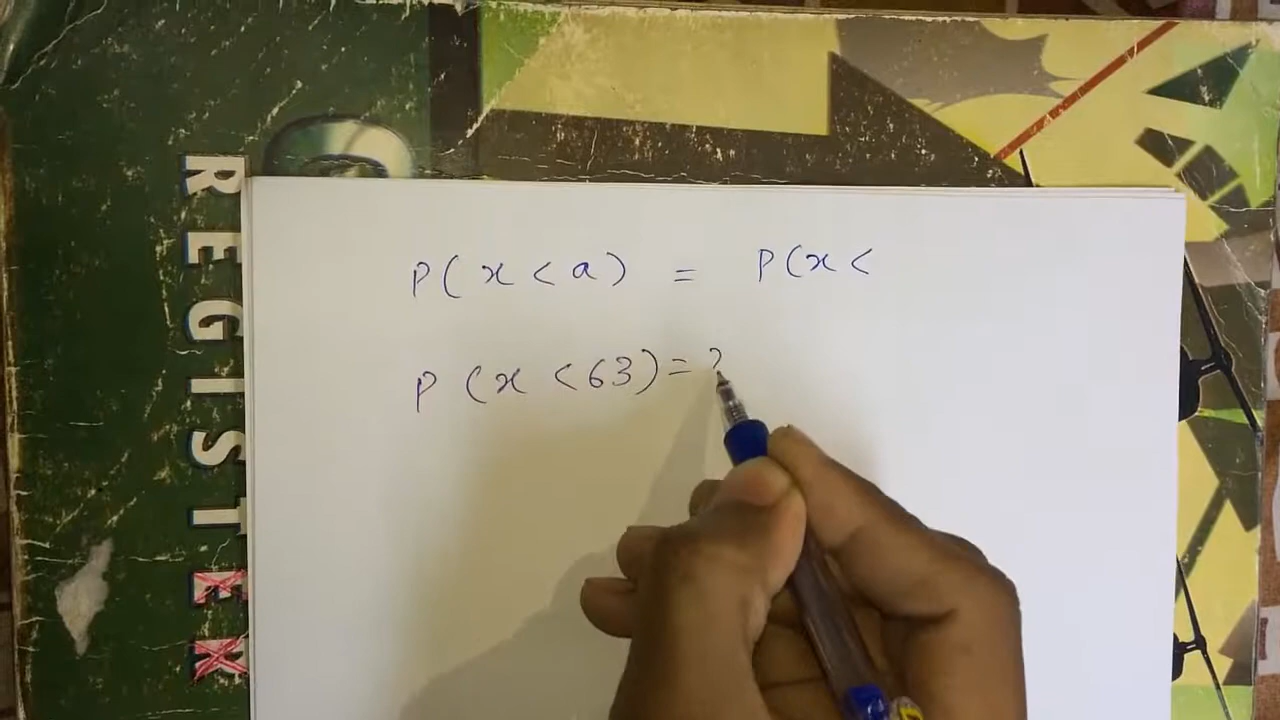 REGISTER
P(x < a) = P(x <
P(x < 63) = ?